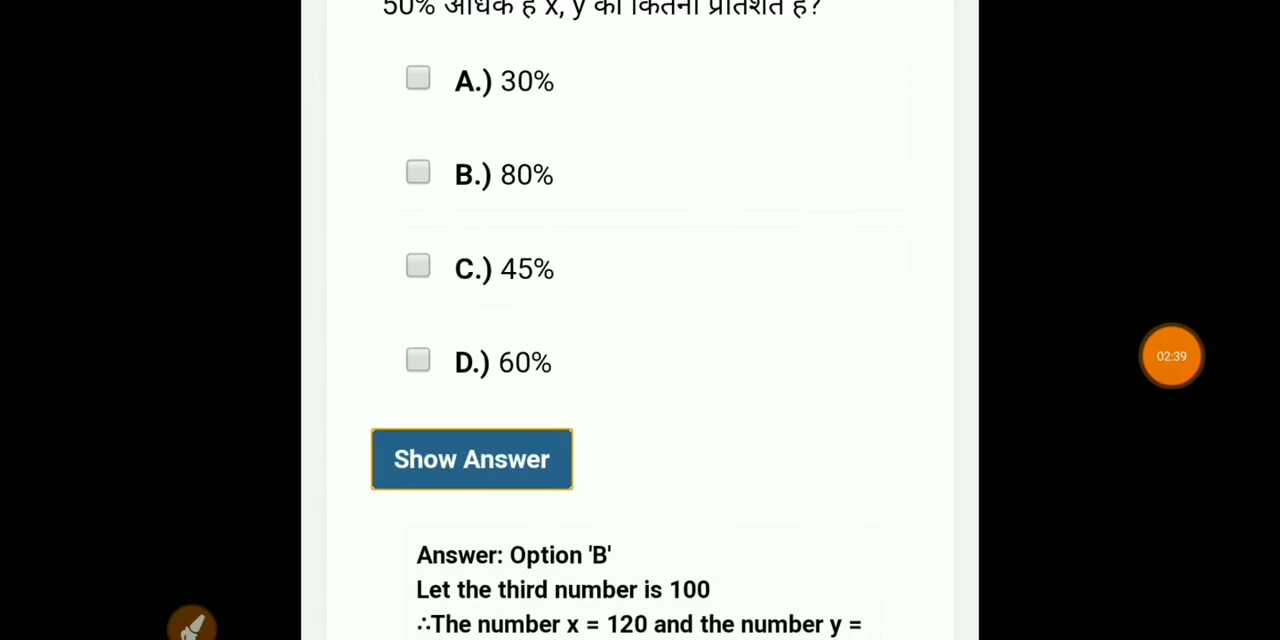 50% अधिक है x, y का कितना प्रतिशत है?
A.) 30%
B.) 80%
C.) 45%
D.) 60%
Show Answer
02:39
Answer: Option 'B'
Let the third number is 100
∴The number x = 120 and the number y =